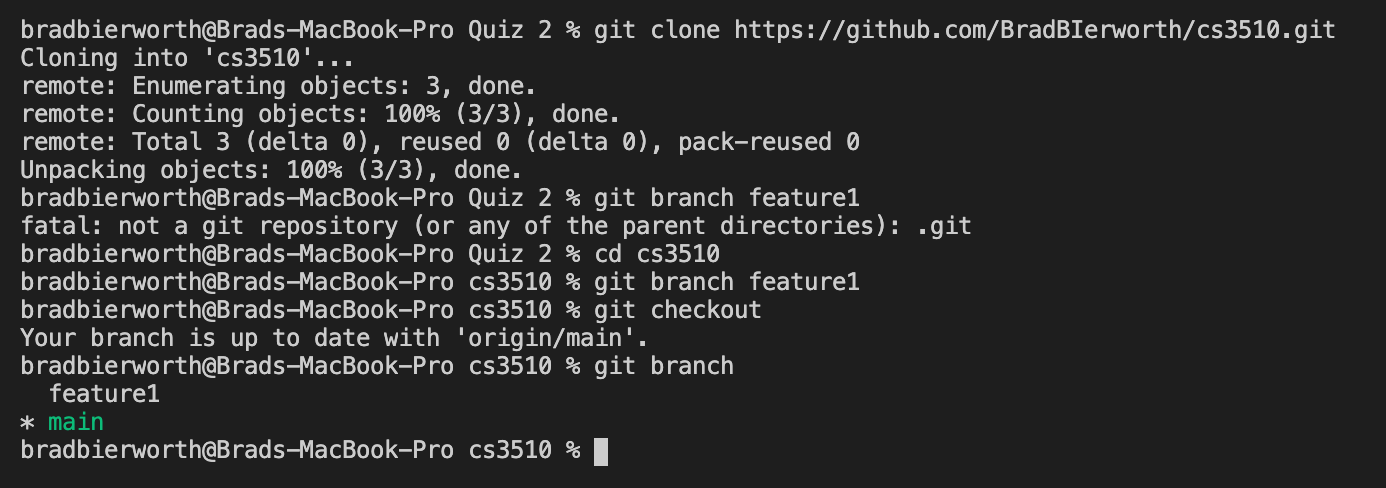 bradbierworth@Brads-MacBook-Pro Quiz 2 % git clone https://github.com/BradBIerworth/cs3510.git
Cloning into 'cs3510'...
remote: Enumerating objects: 3, done.
remote: Counting objects: 100% (3/3), done.
remote: Total 3 (delta 0), reused 0 (delta 0), pack-reused 0
Unpacking objects: 100% (3/3), done.
bradbierworth@Brads-MacBook-Pro Quiz 2 % git branch feature1
fatal: not a git repository (or any of the parent directories): .git
bradbierworth@Brads-MacBook-Pro Quiz 2 % cd cs3510
bradbierworth@Brads-MacBook-Pro cs3510 % git branch feature1
bradbierworth@Brads-MacBook-Pro cs3510 % git checkout
Your branch is up to date with 'origin/main'.
bradbierworth@Brads-MacBook-Pro cs3510 % git branch
  feature1
* main
bradbierworth@Brads-MacBook-Pro cs3510 %